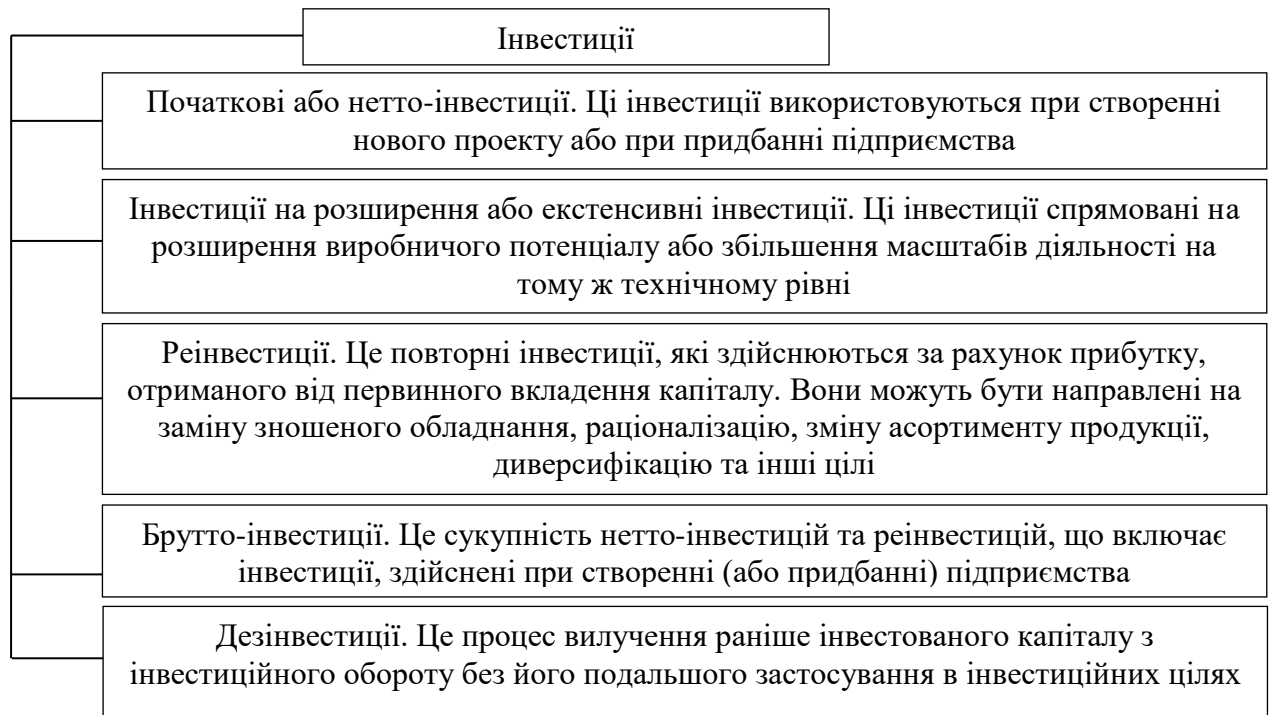 Інвестиції
Початкові або нетто-інвестиції. Ці інвестиції використовуються при створенні
нового проекту або при придбанні підприємства
Інвестиції на розширення або екстенсивні інвестиції. Ці інвестиції спрямовані на
розширення виробничого потенціалу або збільшення масштабів діяльності на
тому ж технічному рівні
Реінвестиції. Це повторні інвестиції, які здійснюються за рахунок прибутку,
отриманого від первинного вкладення капіталу. Вони можуть бути направлені на
заміну зношеного обладнання, раціоналізацію, зміну асортименту продукції,
диверсифікацію та інші цілі
Брутто-інвестиції. Це сукупність нетто-інвестицій та реінвестицій, що включає
інвестиції, здійснені при створенні (або придбанні) підприємства
Дезінвестиції. Це процес вилучення раніше інвестованого капіталу з
інвестиційного обороту без його подальшого застосування в інвестиційних цілях